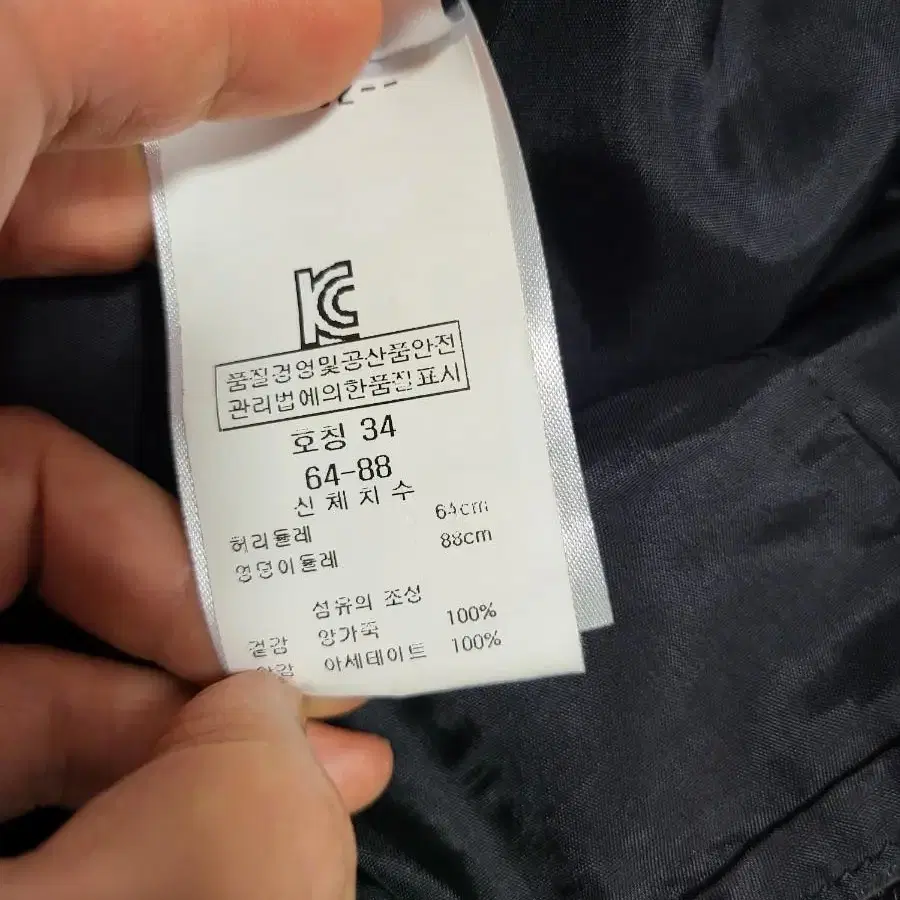 품질경영및공산품안전
관리법에의한품질표시
호칭 34
64-88
신체치수
허리둘레 64cm
엉덩이둘레 88cm
섬유의 조성
겉감 양가죽 100%
안감 아세테이트 100%